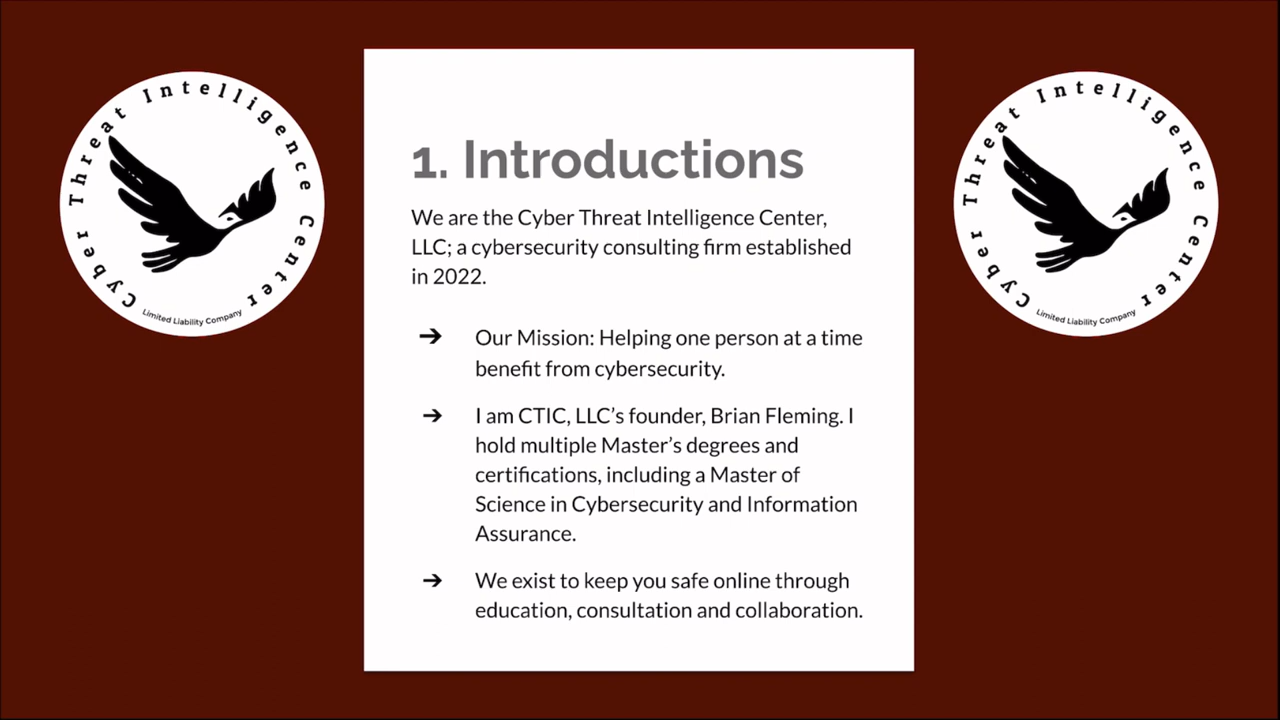 Cyber Threat Intelligence Center
Limited Liability Company
1. Introductions
We are the Cyber Threat Intelligence Center,
LLC; a cybersecurity consulting firm established
in 2022.
➔ Our Mission: Helping one person at a time
benefit from cybersecurity.
➔ I am CTIC, LLC’s founder, Brian Fleming. I
hold multiple Master’s degrees and
certifications, including a Master of
Science in Cybersecurity and Information
Assurance.
➔ We exist to keep you safe online through
education, consultation and collaboration.
Cyber Threat Intelligence Center
Limited Liability Company